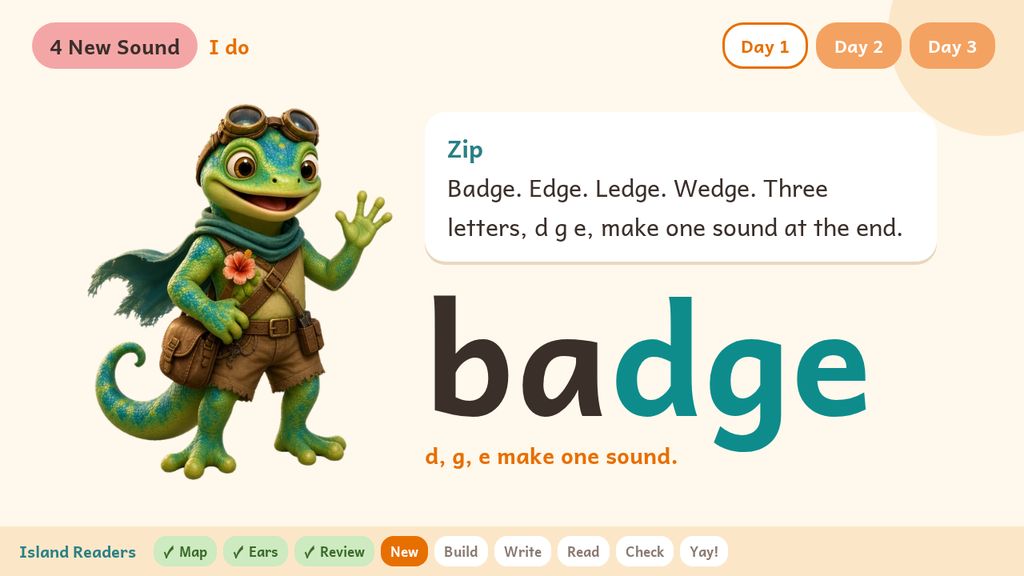 4 New Sound
I do
Day 1
Day 2
Day 3
Zip
Badge. Edge. Ledge. Wedge. Three
letters, d g e, make one sound at the end.
badge
d, g, e make one sound.
Island Readers
✓ Map
✓ Ears
✓ Review
New
Build
Write
Read
Check
Yay!